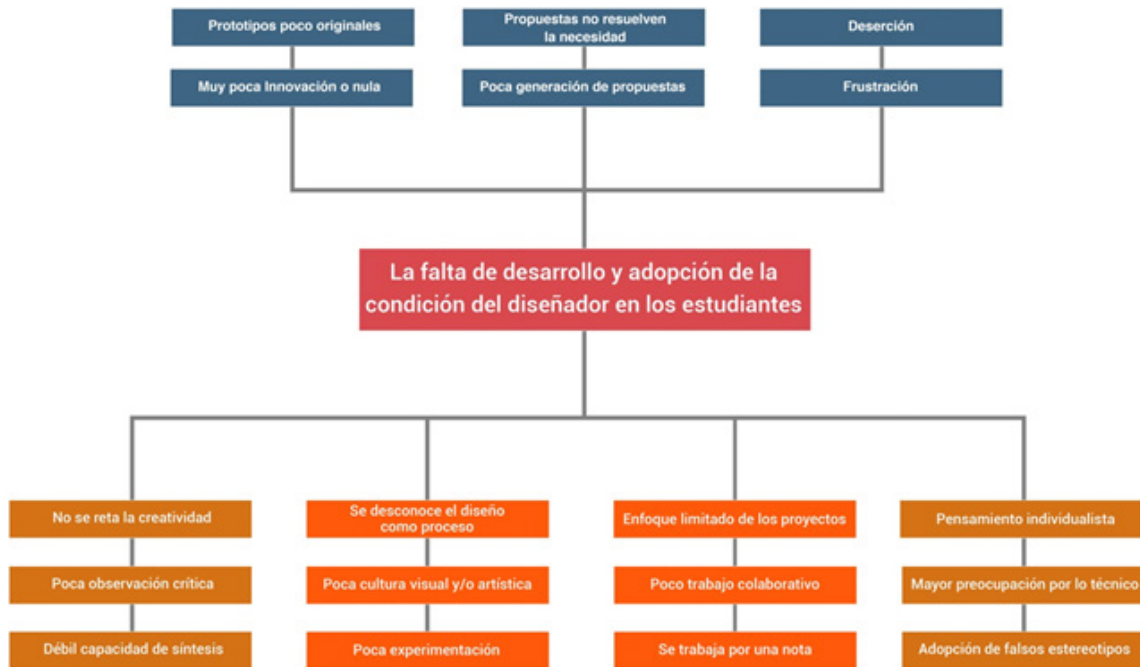 Prototipos poco originales
Propuestas no resuelven
la necesidad
Deserción
Muy poca Innovación o nula
Poca generación de propuestas
Frustración
La falta de desarrollo y adopción de la
condición del diseñador en los estudiantes
No se reta la creatividad
Se desconoce el diseño
como proceso
Enfoque limitado de los proyectos
Pensamiento individualista
Poca observación crítica
Poca cultura visual y/o artística
Poco trabajo colaborativo
Mayor preocupación por lo técnico
Débil capacidad de síntesis
Poca experimentación
Se trabaja por una nota
Adopción de falsos estereotipos